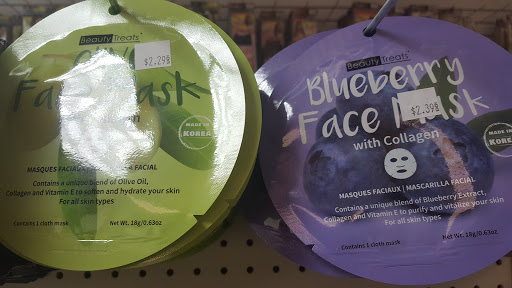 Beauty Treats
$2.29
Face Mask
MADE IN
KOREA
MASQUES FACIAUX | MASCARILLA FACIAL
Contains a unique blend of Olive Oil,
Collagen and Vitamin E to soften and hydrate your skin
For all skin types
Contains 1 cloth mask
Net Wt. 18g/0.63oz
Beauty Treats
Blueberry
Face Mask
$2.39
with Collagen
MADE IN
KOREA
MASQUES FACIAUX | MASCARILLA FACIAL
Contains a unique blend of Blueberry Extract,
Collagen and Vitamin E to purify and vitalize your skin
For all skin types
Contains 1 cloth mask
Net Wt. 18g/0.63oz